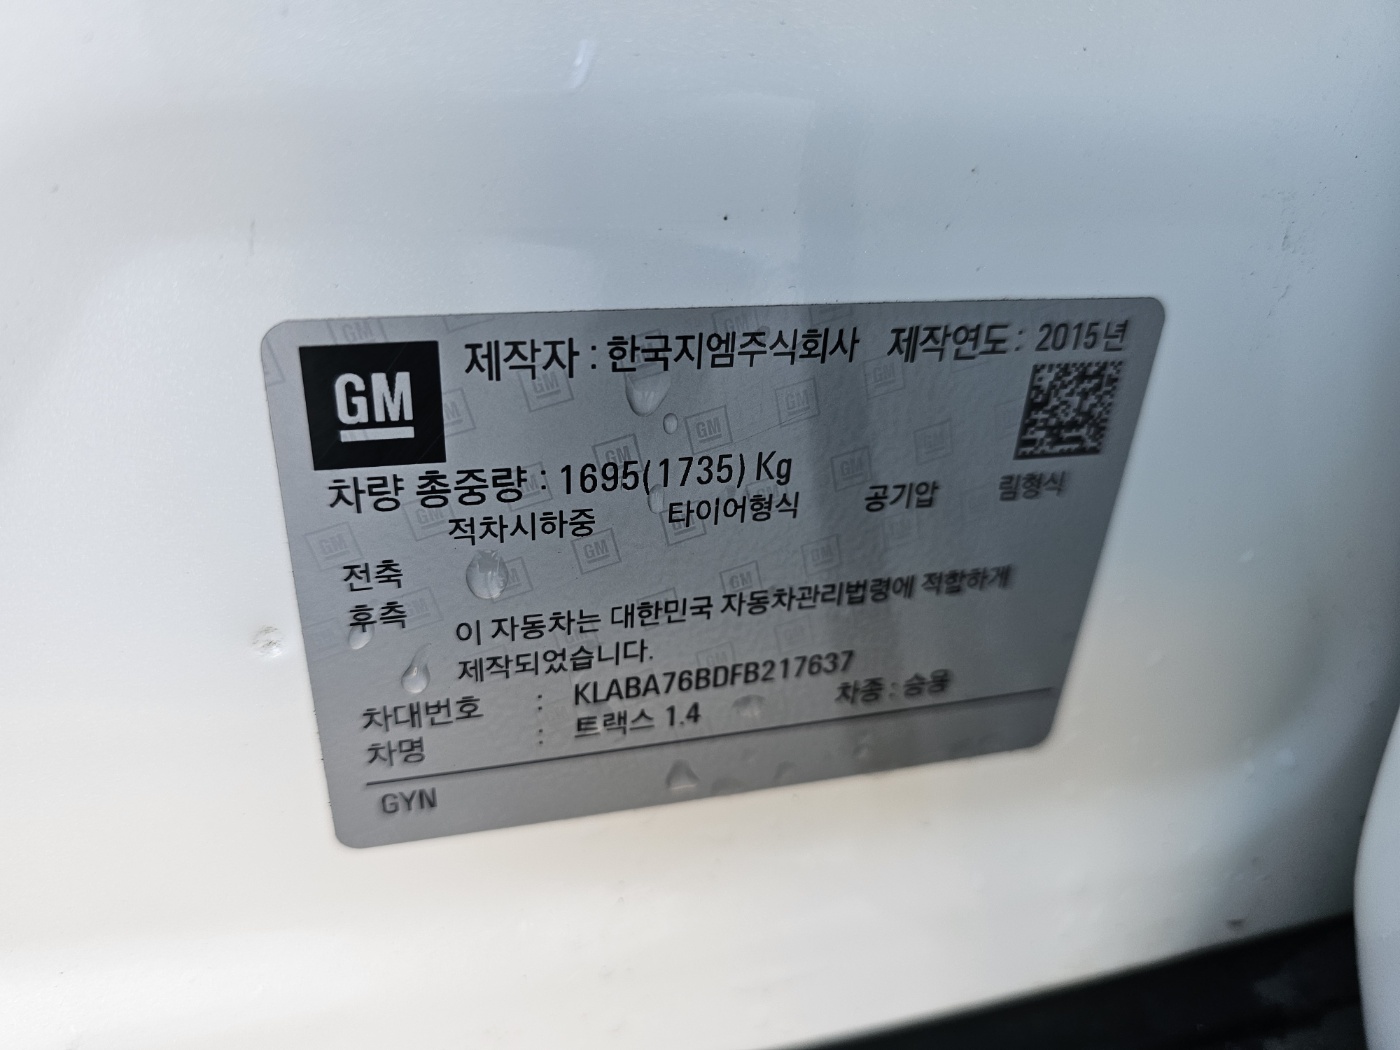 GM
제작자 : 한국지엠주식회사 제작연도 : 2015년
차량 총중량 : 1695(1735) Kg
적차시하중 타이어형식 공기압 림형식
전축
후축
이 자동차는 대한민국 자동차관리법령에 적합하게
제작되었습니다.
차대번호 : KLABA76BDFB217637
차명 : 트랙스 1.4 차종 : 승용
GYN